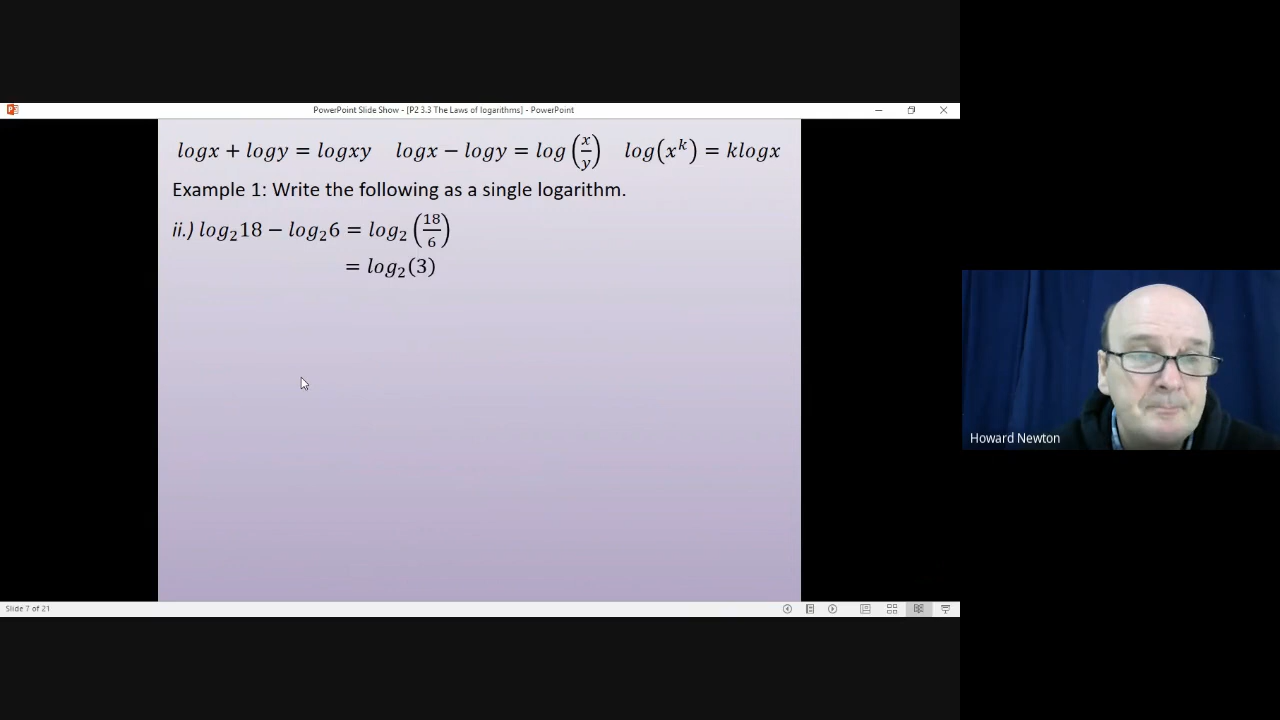 PowerPoint Slide Show - [P2 3.3 The Laws of logarithms] - PowerPoint
logx + logy = logxy logx − logy = log(x/y) log(x^k) = klogx
Example 1: Write the following as a single logarithm.
ii.) log₂18 − log₂6 = log₂(18/6)
= log₂(3)
Howard Newton
Slide 7 of 21